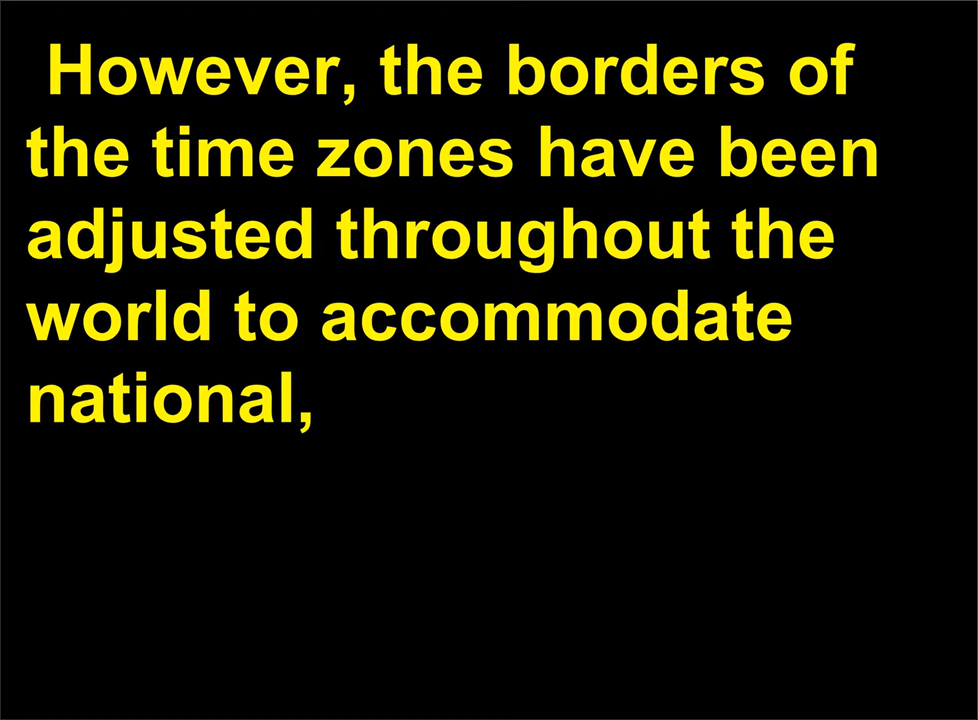 However, the borders of
the time zones have been
adjusted throughout the
world to accommodate
national,